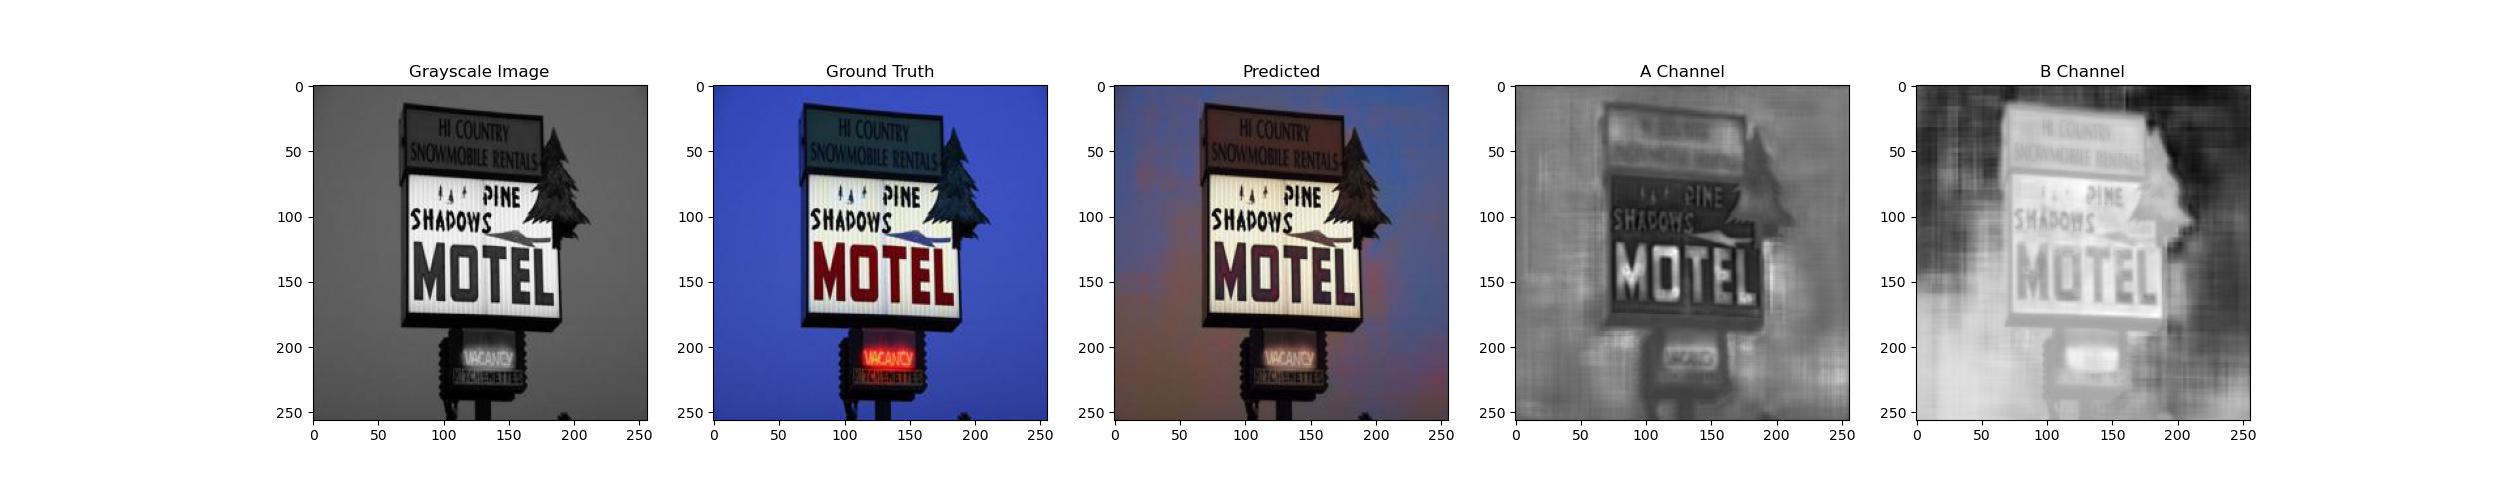 Grayscale Image
0
50
100
150
200
250
0 50 100 150 200 250
HI COUNTRY
SNOWMOBILE RENTALS
PINE
SHADOWS
MOTEL
VACANCY
KITCHENETTES
Ground Truth
0
50
100
150
200
250
0 50 100 150 200 250
HI COUNTRY
SNOWMOBILE RENTALS
PINE
SHADOWS
MOTEL
VACANCY
KITCHENETTES
Predicted
0
50
100
150
200
250
0 50 100 150 200 250
HI COUNTRY
SNOWMOBILE RENTALS
PINE
SHADOWS
MOTEL
VACANCY
KITCHENETTES
A Channel
0
50
100
150
200
250
0 50 100 150 200 250
HI COUNTRY
SNOWMOBILE RENTALS
PINE
SHADOWS
MOTEL
VACANCY
B Channel
0
50
100
150
200
250
0 50 100 150 200 250
HI COUNTRY
SNOWMOBILE RENTALS
PINE
SHADOWS
MOTEL